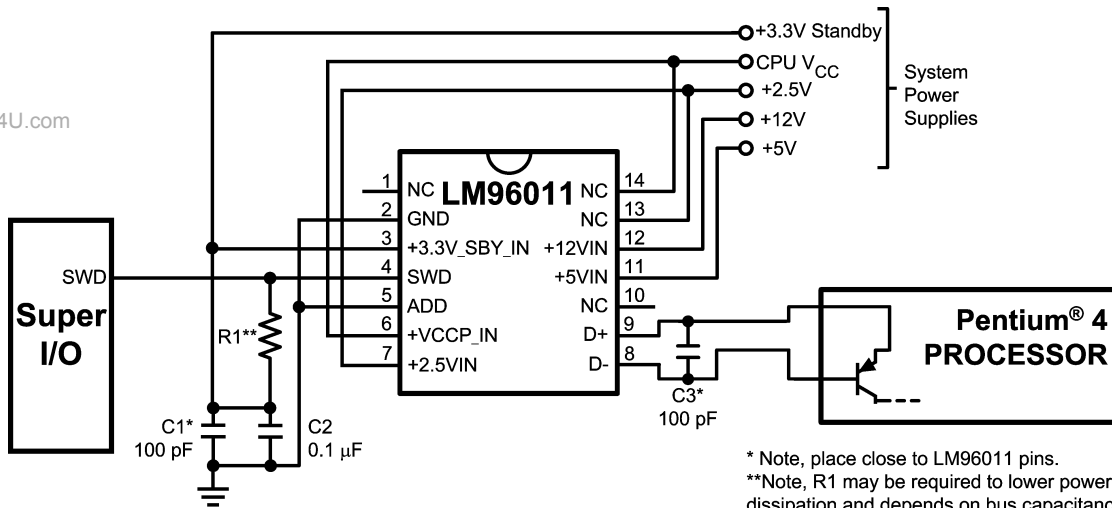 +3.3V Standby
CPU VCC
+2.5V
+12V
+5V
System
Power
Supplies
4U.com
LM96011
1 NC
2 GND
3 +3.3V_SBY_IN
4 SWD
5 ADD
6 +VCCP_IN
7 +2.5VIN
14 NC
13 NC
12 +12VIN
11 +5VIN
10 NC
9 D+
8 D-
SWD
Super
I/O
R1**
C1*
100 pF
C2
0.1 μF
C3*
100 pF
Pentium® 4
PROCESSOR
* Note, place close to LM96011 pins.
**Note, R1 may be required to lower power
dissipation and depends on bus capacitance